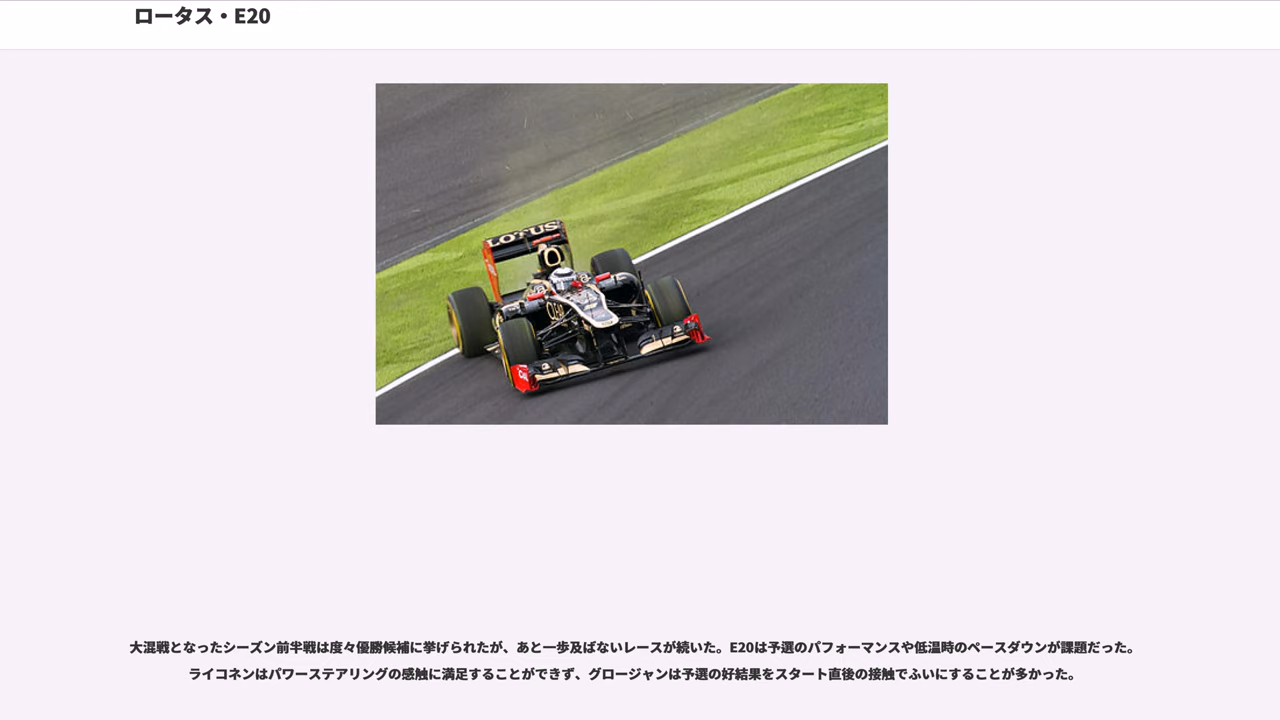 ロータス・E20
LOTUS
大混戦となったシーズン前半戦は度々優勝候補に挙げられたが、あと一歩及ばないレースが続いた。E20は予選のパフォーマンスや低温時のペースダウンが課題だった。
ライコネンはパワーステアリングの感触に満足することができず、グロージャンは予選の好結果をスタート直後の接触でふいにすることが多かった。